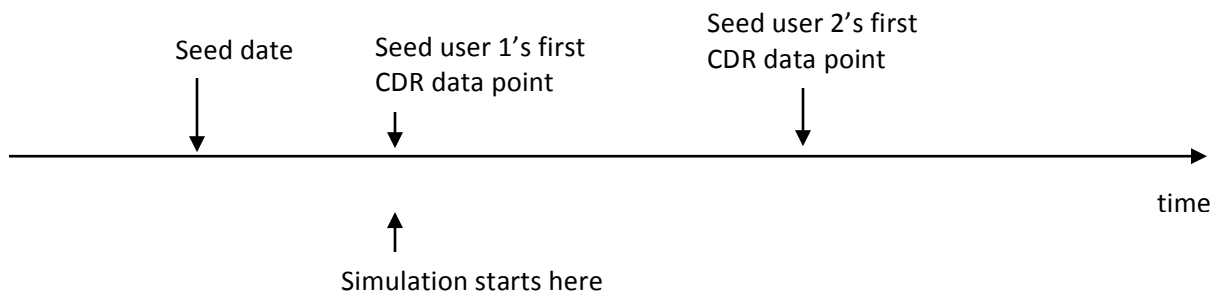 Seed date
Seed user 1’s first
CDR data point
Seed user 2’s first
CDR data point
time
Simulation starts here